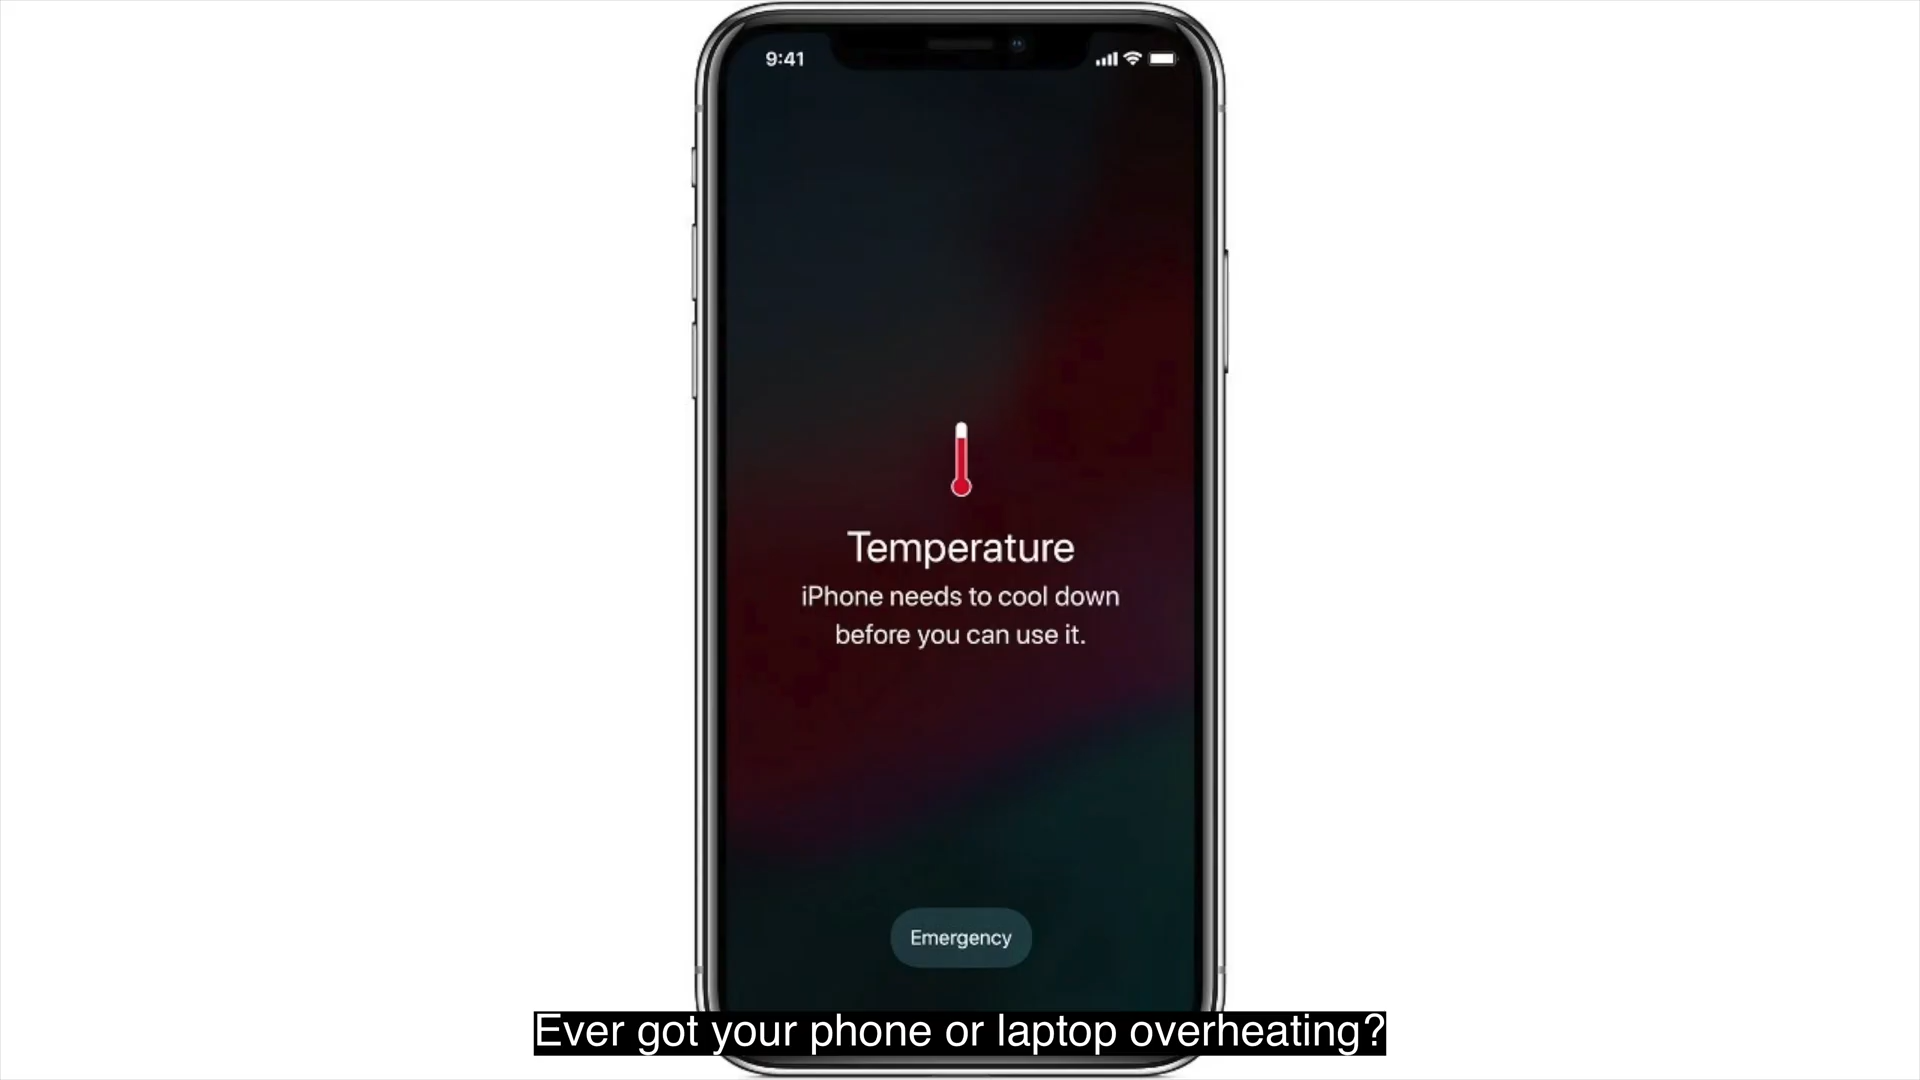 9:41
Temperature
iPhone needs to cool down
before you can use it.
Emergency
Ever got your phone or laptop overheating?